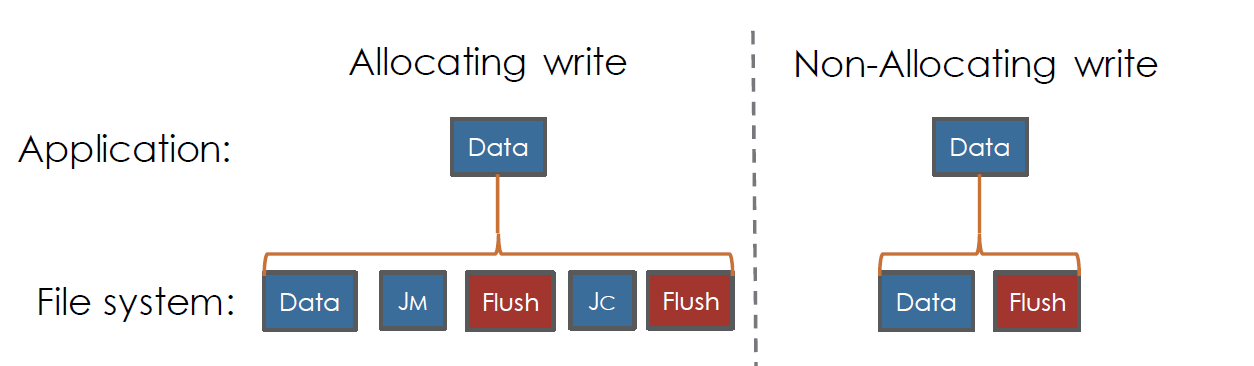 Allocating write
Non-Allocating write
Application:
Data
Data
File system:
Data
JM
Flush
JC
Flush
Data
Flush